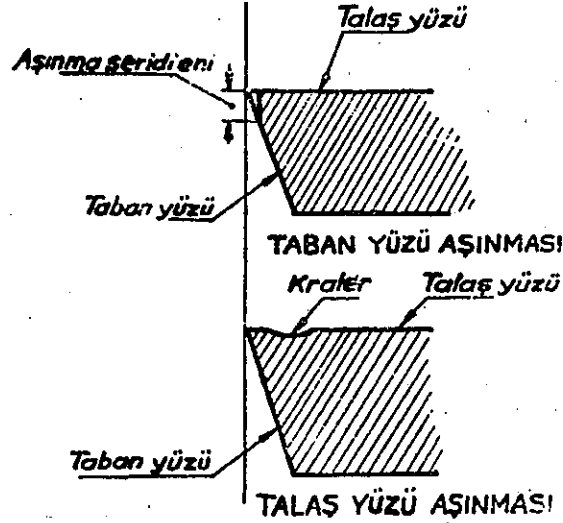 Talaş yüzü
Aşınma şeridi eni
Taban yüzü
TABAN YÜZÜ AŞINMASI
Krater
Talaş yüzü
Taban yüzü
TALAŞ YÜZÜ AŞINMASI